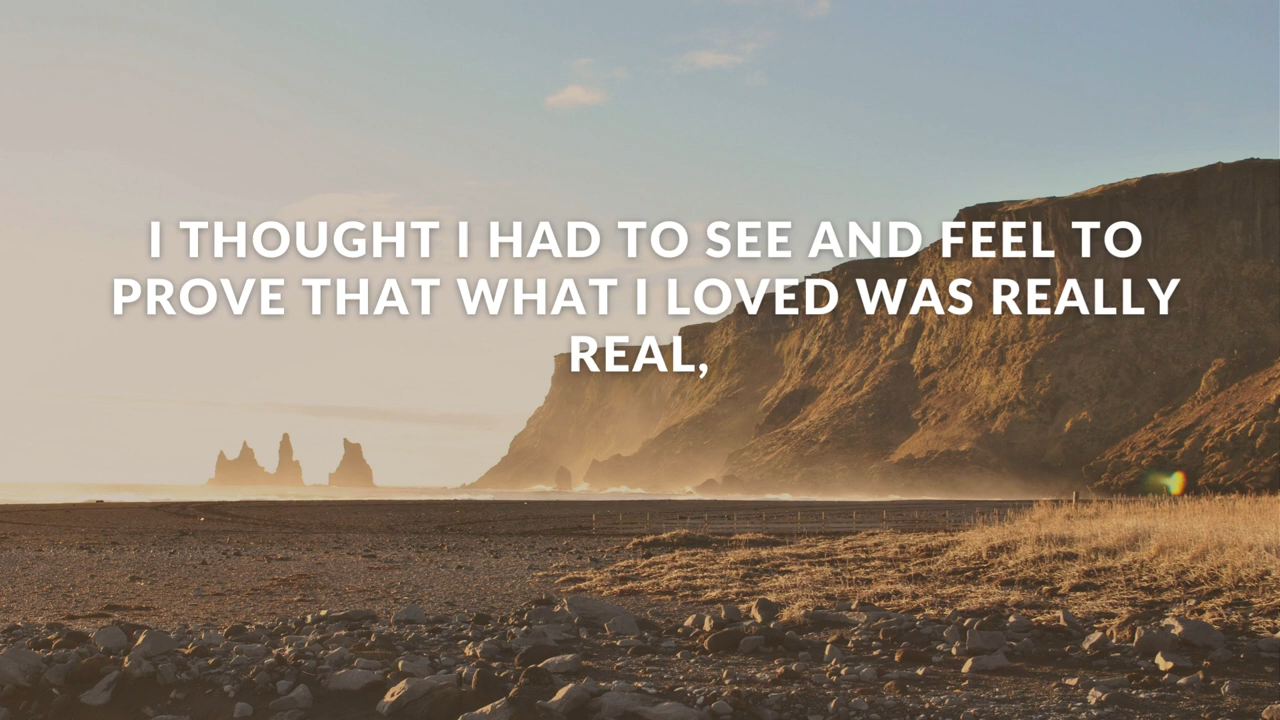 I THOUGHT I HAD TO SEE AND FEEL TO
PROVE THAT WHAT I LOVED WAS REALLY
REAL,